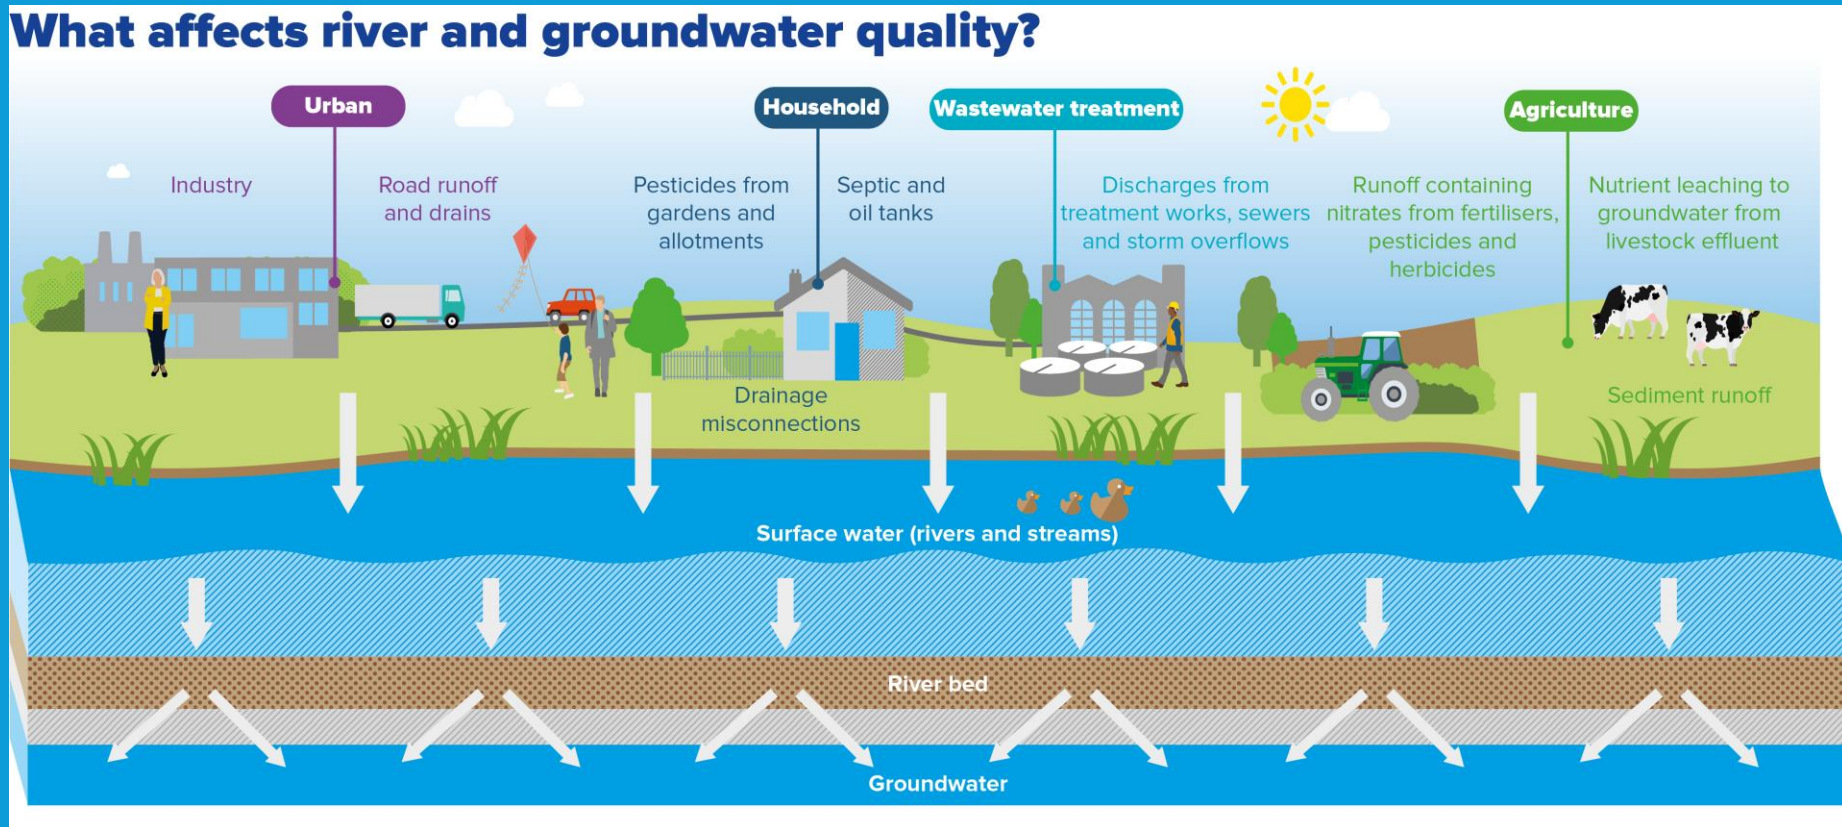 What affects river and groundwater quality?
Urban
Household
Wastewater treatment
Agriculture
Industry
Road runoff
and drains
Pesticides from
gardens and
allotments
Septic and
oil tanks
Discharges from
treatment works, sewers
and storm overflows
Runoff containing
nitrates from fertilisers,
pesticides and
herbicides
Nutrient leaching to
groundwater from
livestock effluent
Drainage
misconnections
Sediment runoff
Surface water (rivers and streams)
River bed
Groundwater